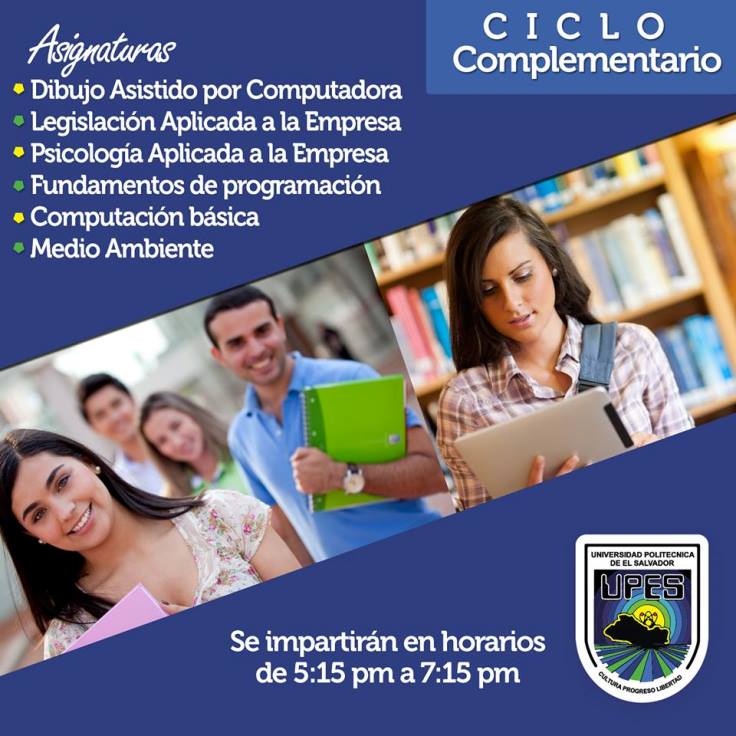 CICLO
Complementario
Asignaturas
Dibujo Asistido por Computadora
Legislación Aplicada a la Empresa
Psicología Aplicada a la Empresa
Fundamentos de programación
Computación básica
Medio Ambiente
UNIVERSIDAD POLITECNICA
DE EL SALVADOR
UPES
CULTURA PROGRESO LIBERTAD
Se impartirán en horarios
de 5:15 pm a 7:15 pm